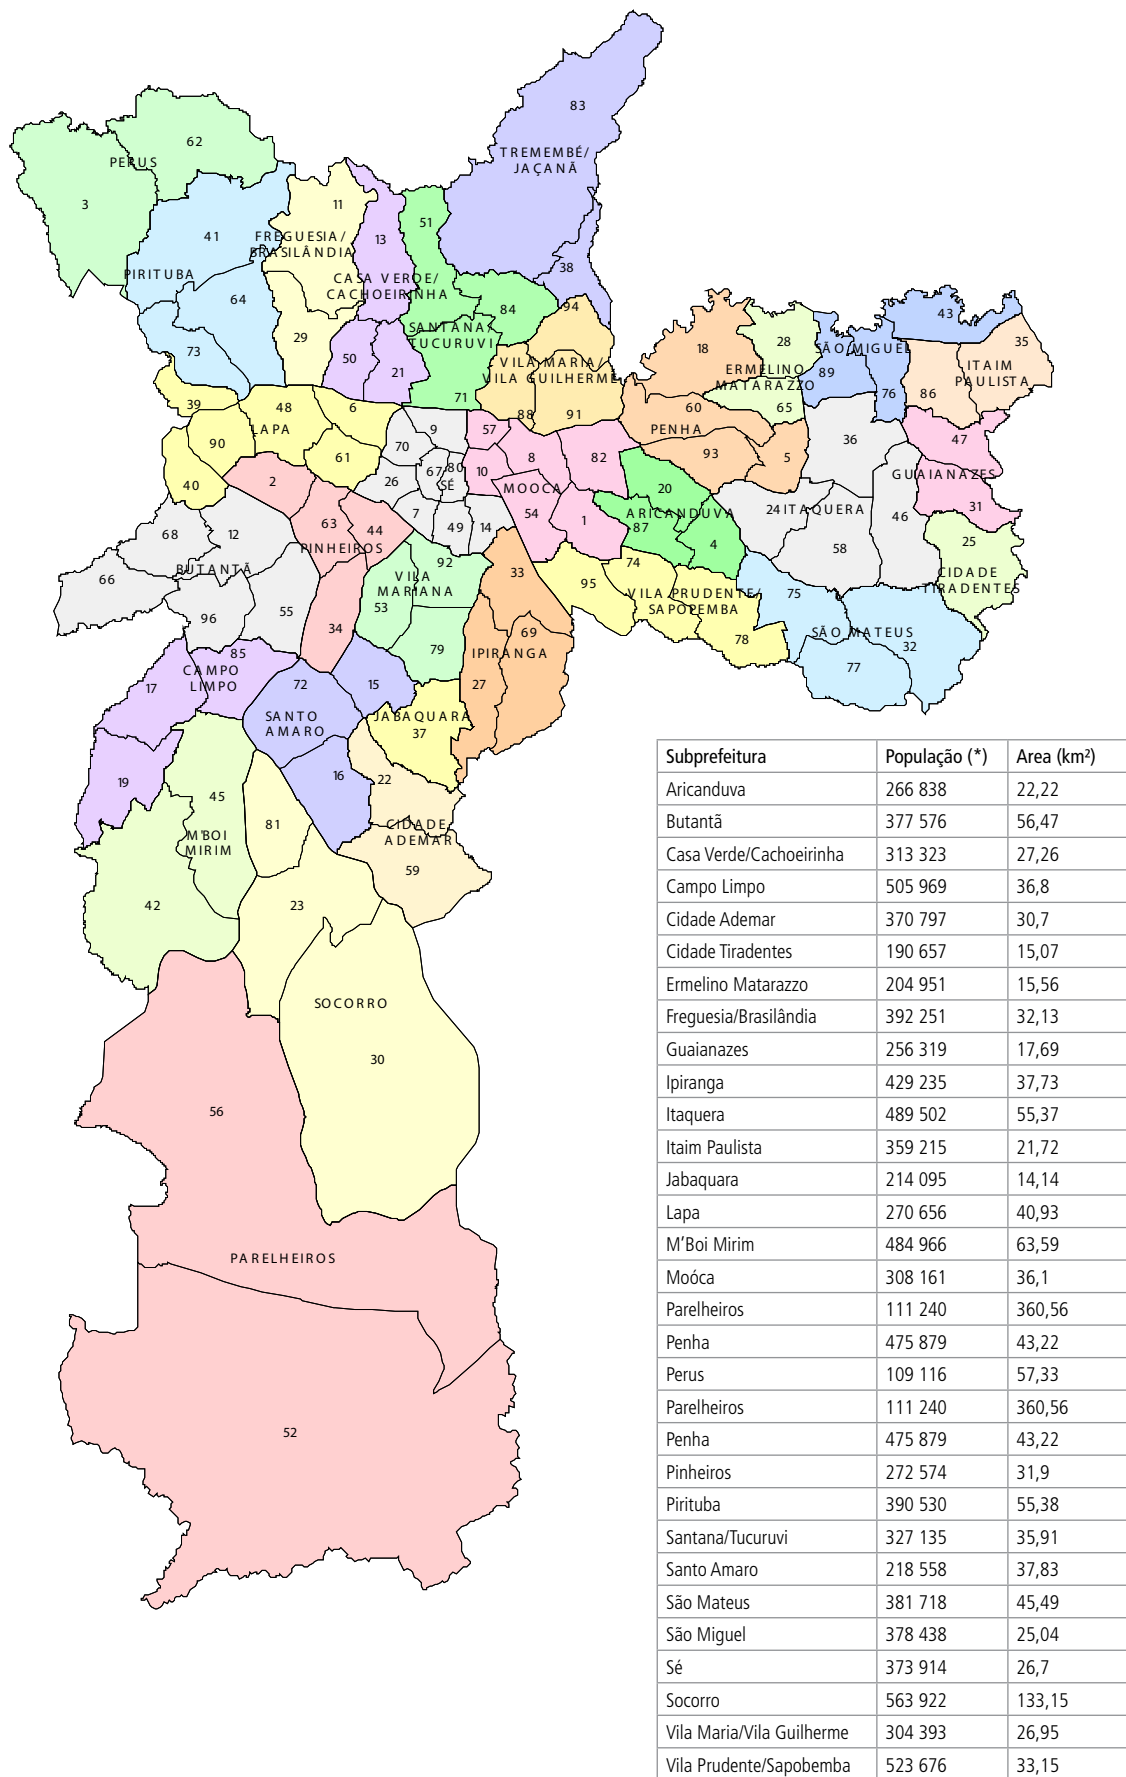 83
TREMEMBÉ/
JAÇANÃ
62
PERUS
3
11
51
41
FREGUESIA/
BRASILÂNDIA
13
38
PIRITUBA
CASA VERDE/
CACHOEIRINHA
64
84
94
43
SANTANA/
TUCURUVI
29
73
50
21
VILA MARIA/
VILA GUILHERME
18
28
SÃO MIGUEL
35
ERMELINO
MATARAZZO
89
76
86
ITAIM
PAULISTA
39
48
6
71
88
91
60
65
90
LAPA
9
57
PENHA
36
47
70
61
8
82
93
5
40
2
26
67
80
SÉ
10
MOOCA
20
GUAIANAZES
31
68
12
63
44
7
49
14
54
1
ARICANDUVA
87
4
24
ITAQUERA
46
58
25
PINHEIROS
66
BUTANTÃ
92
VILA
MARIANA
33
74
95
VILA PRUDENTE/
SAPOPEMBA
75
CIDADE
TIRADENTES
96
55
53
34
69
78
SÃO MATEUS
32
85
79
IPIRANGA
77
CAMPO
LIMPO
17
72
15
27
SANTO
AMARO
JABAQUARA
37
19
16
22
45
81
CIDADE
ADEMAR
M'BOI
MIRIM
59
42
23
SOCORRO
30
56
PARELHEIROS
52
Subprefeitura População (*) Area (km²)
Aricanduva 266 838 22,22
Butantã 377 576 56,47
Casa Verde/Cachoeirinha 313 323 27,26
Campo Limpo 505 969 36,8
Cidade Ademar 370 797 30,7
Cidade Tiradentes 190 657 15,07
Ermelino Matarazzo 204 951 15,56
Freguesia/Brasilândia 392 251 32,13
Guaianazes 256 319 17,69
Ipiranga 429 235 37,73
Itaquera 489 502 55,37
Itaim Paulista 359 215 21,72
Jabaquara 214 095 14,14
Lapa 270 656 40,93
M'Boi Mirim 484 966 63,59
Moóca 308 161 36,1
Parelheiros 111 240 360,56
Penha 475 879 43,22
Perus 109 116 57,33
Parelheiros 111 240 360,56
Penha 475 879 43,22
Pinheiros 272 574 31,9
Pirituba 390 530 55,38
Santana/Tucuruvi 327 135 35,91
Santo Amaro 218 558 37,83
São Mateus 381 718 45,49
São Miguel 378 438 25,04
Sé 373 914 26,7
Socorro 563 922 133,15
Vila Maria/Vila Guilherme 304 393 26,95
Vila Prudente/Sapobemba 523 676 33,15